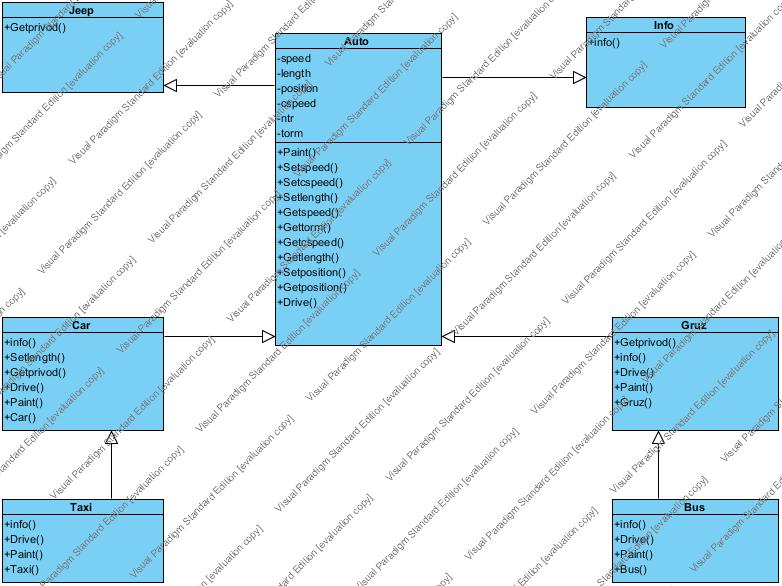 Jeep
+Getprivod()
Auto
-speed
-length
-position
-cspeed
-ntr
-torm
+Paint()
+Setspeed()
+Setcspeed()
+Setlength()
+Getspeed()
+Gettorm()
+Getctspeed()
+Getlength()
+Setposition()
+Getposition()
+Drive()
Info
+info()
Car
+info()
+Setlength()
+Getprivod()
+Drive()
+Paint()
+Car()
Gruz
+Getprivod()
+info()
+Drive()
+Paint()
+Gruz()
Taxi
+info()
+Drive()
+Paint()
+Taxi()
Bus
+info()
+Drive()
+Paint()
+Bus()
Visual Paradigm Standard Edition [evaluation copy]